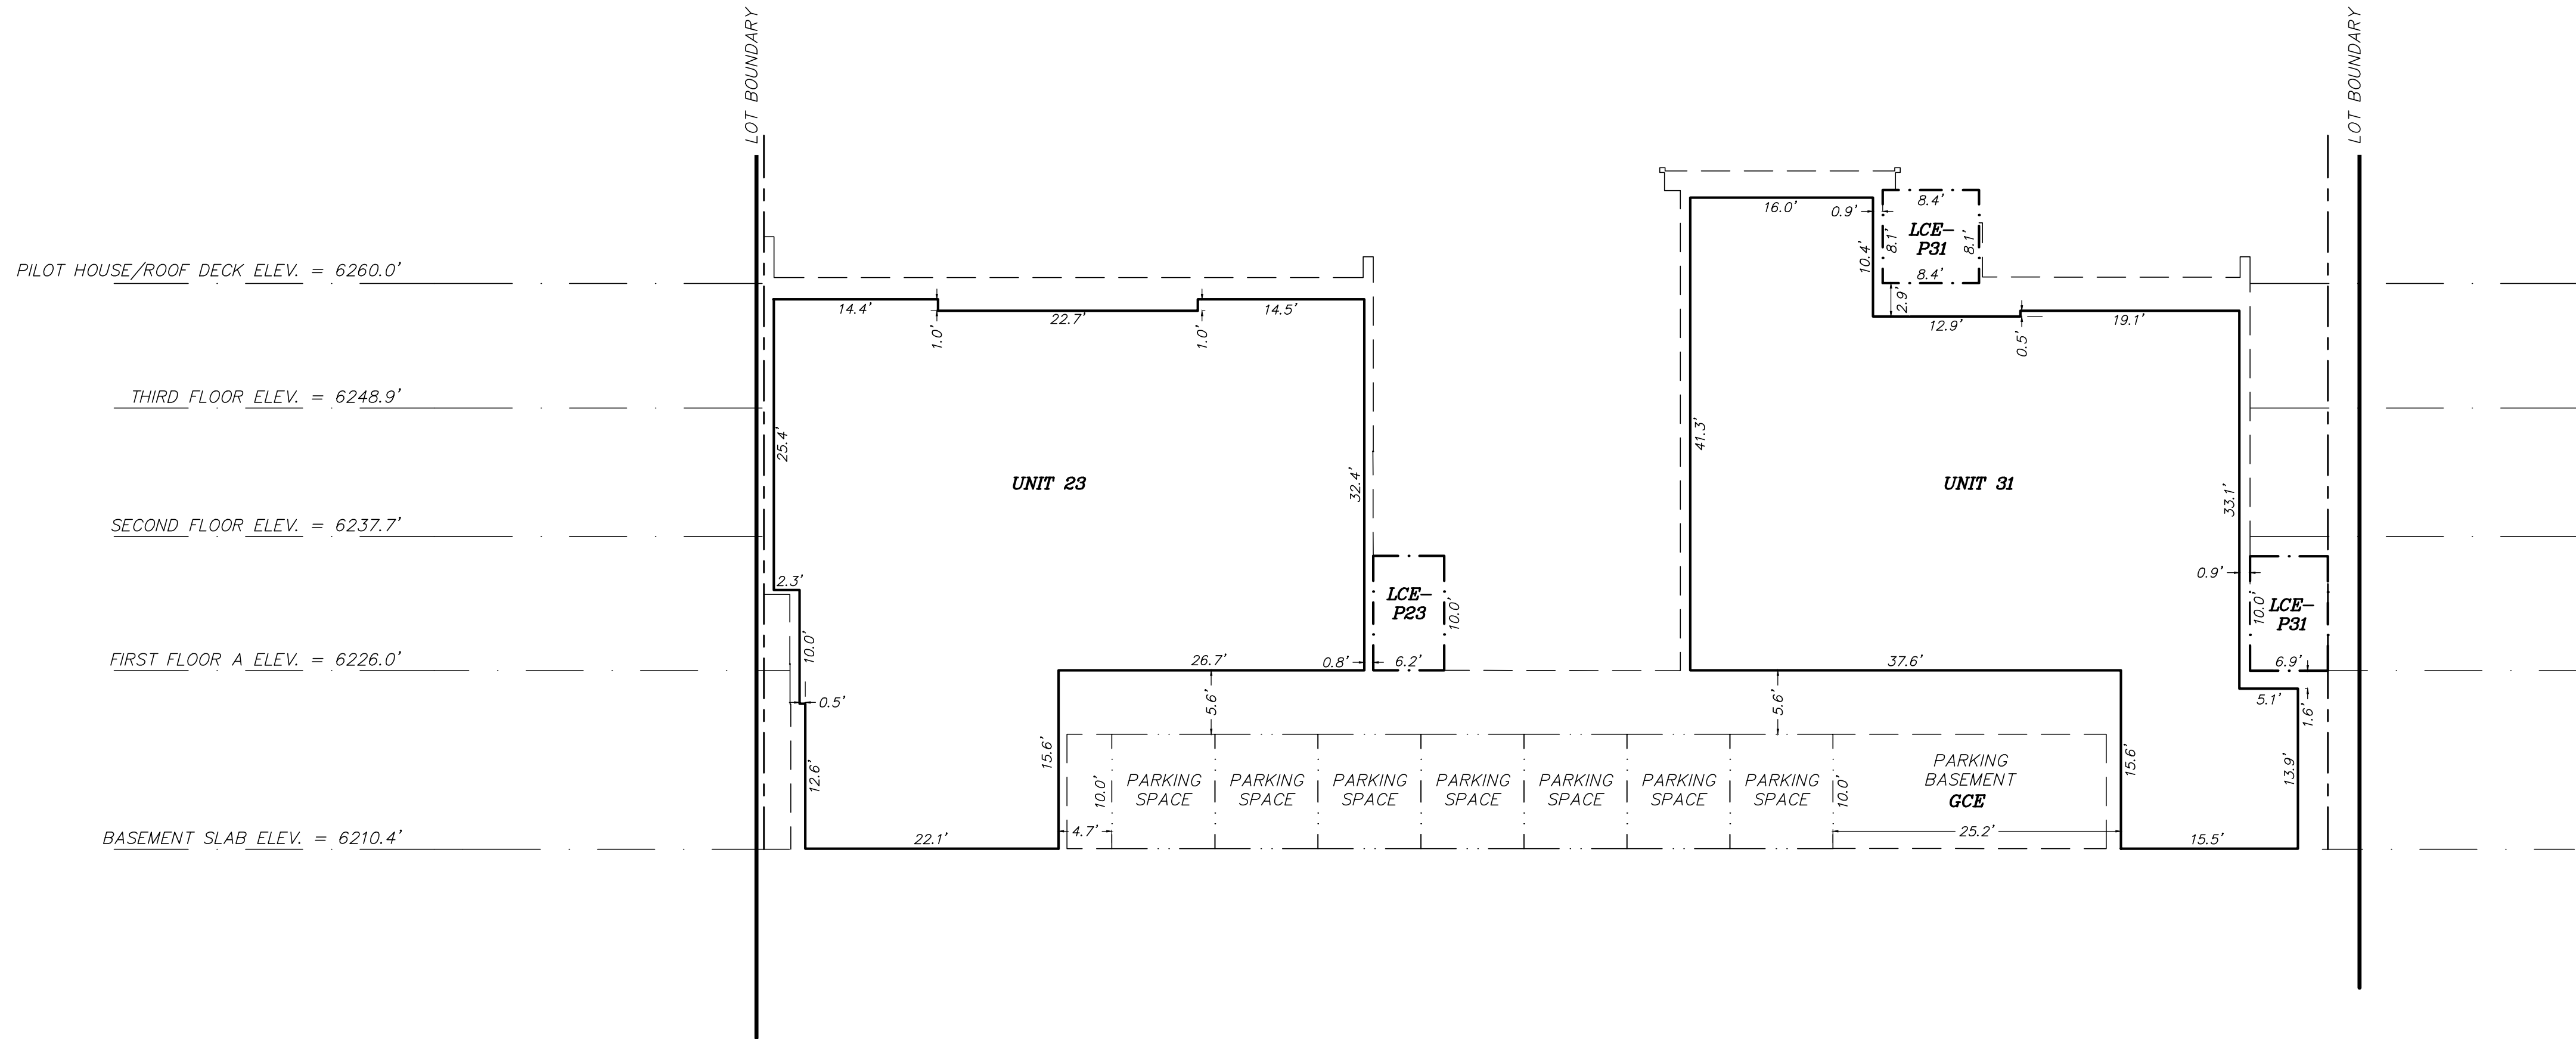 LOT BOUNDARY
LOT BOUNDARY
PILOT HOUSE/ROOF DECK ELEV. = 6260.0'
THIRD FLOOR ELEV. = 6248.9'
SECOND FLOOR ELEV. = 6237.7'
FIRST FLOOR A ELEV. = 6226.0'
BASEMENT SLAB ELEV. = 6210.4'
14.4'
1.0'
22.7'
1.0'
14.5'
25.4'
UNIT 23
32.4'
2.3'
10.0'
0.5'
12.6'
22.1'
15.6'
26.7'
0.8'
6.2'
LCE-
P23
10.0'
5.6'
4.7'
10.0'
PARKING
SPACE
PARKING
SPACE
PARKING
SPACE
PARKING
SPACE
PARKING
SPACE
PARKING
SPACE
PARKING
SPACE
10.0'
PARKING
BASEMENT
GCE
25.2'
16.0'
0.9'
10.4'
8.4'
8.1'
LCE-
P31
8.1'
8.4'
2.9'
12.9'
0.5'
19.1'
41.3'
UNIT 31
33.1'
0.9'
10.0'
LCE-
P31
6.9'
37.6'
5.6'
5.1'
1.6'
15.6'
13.9'
15.5'